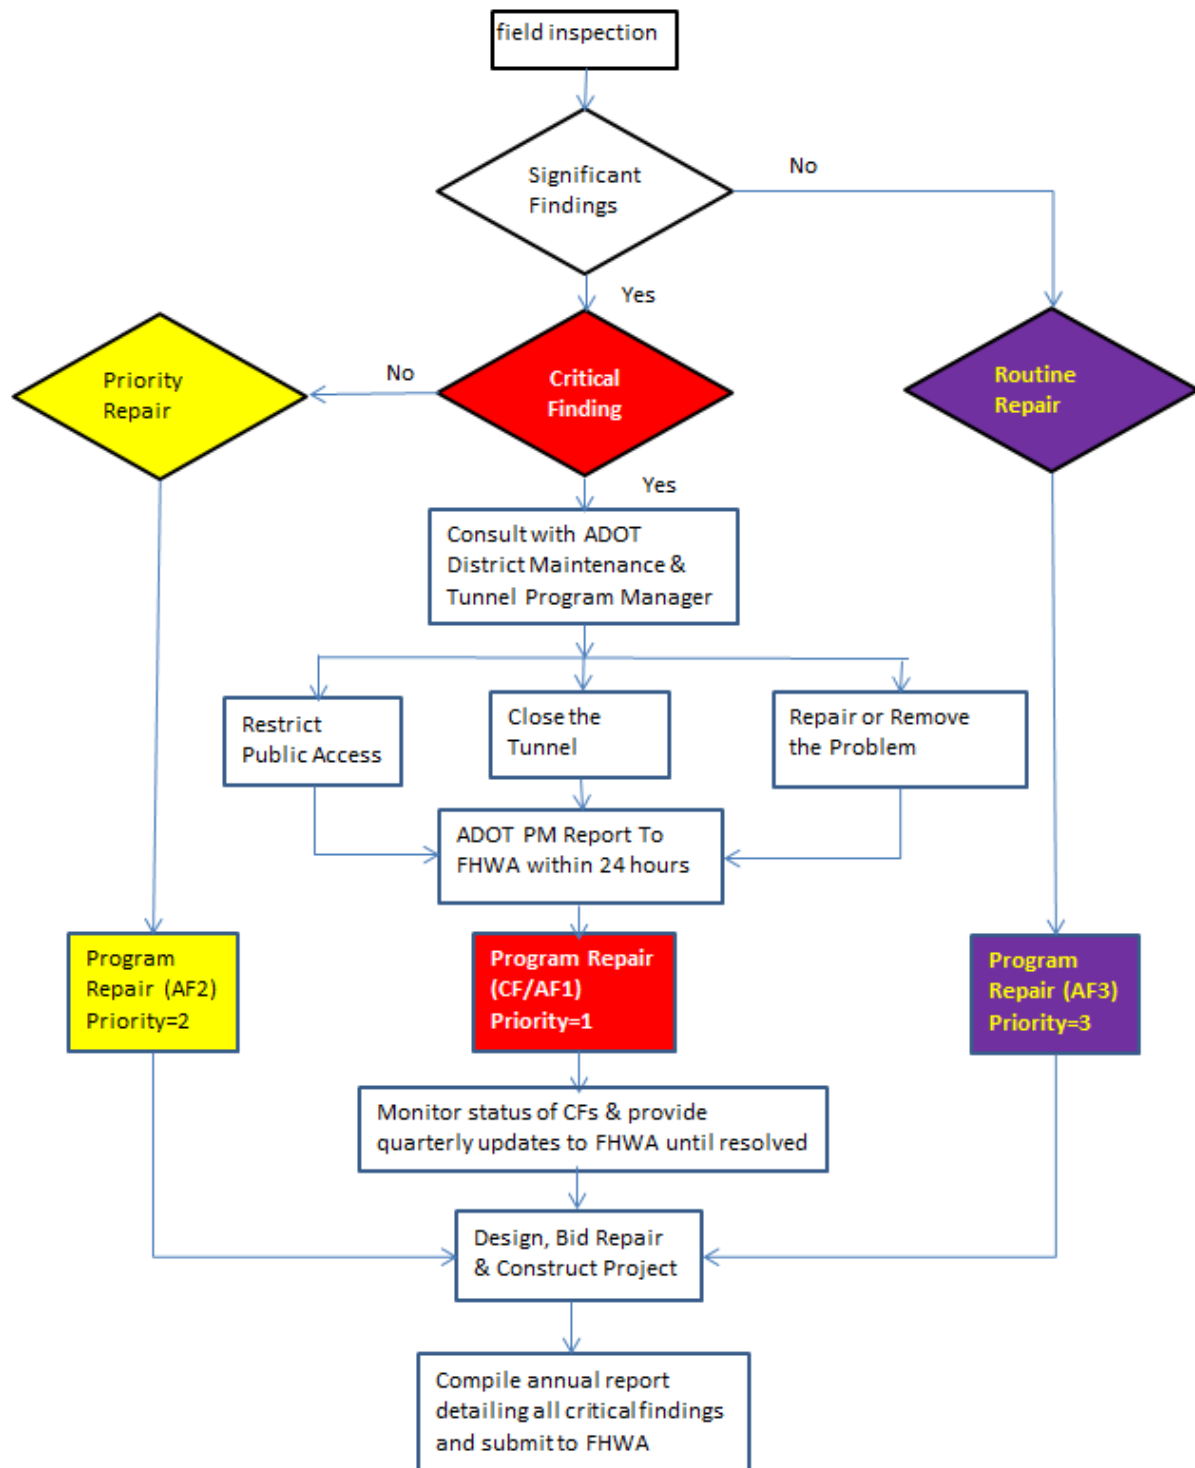 field inspection
Significant
Findings
No
Yes
Priority
Repair
No
Critical
Finding
Routine
Repair
Yes
Consult with ADOT
District Maintenance &
Tunnel Program Manager
Restrict
Public Access
Close the
Tunnel
Repair or Remove
the Problem
ADOT PM Report To
FHWA within 24 hours
Program
Repair (AF2)
Priority=2
Program Repair
(CF/AF1)
Priority=1
Program
Repair (AF3)
Priority=3
Monitor status of CFs & provide
quarterly updates to FHWA until resolved
Design, Bid Repair
& Construct Project
Compile annual report
detailing all critical findings
and submit to FHWA